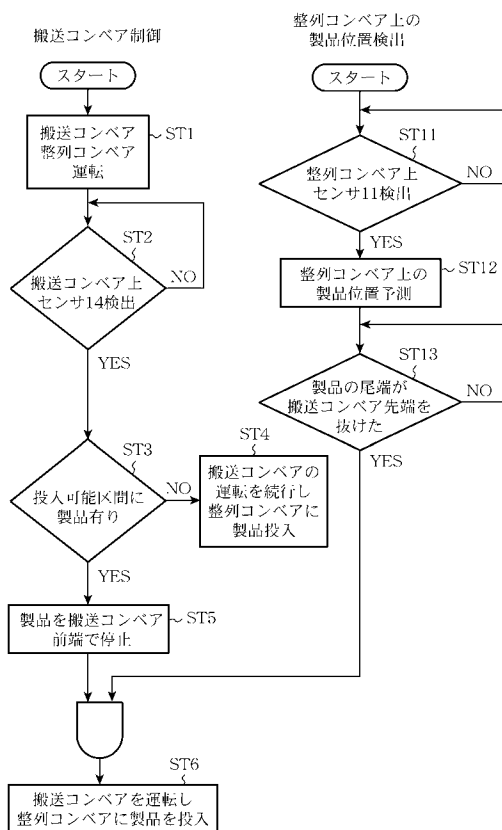 搬送コンベア制御
スタート
搬送コンベア
整列コンベア
運転
ST1
ST2
搬送コンベア上
センサ14検出
NO
YES
ST3
投入可能区間に
製品有り
NO
YES
ST4
搬送コンベアの
運転を続行し
整列コンベアに
製品投入
製品を搬送コンベア
前端で停止
ST5
ST6
搬送コンベアを運転し
整列コンベアに製品を投入
整列コンベア上の
製品位置検出
スタート
ST11
整列コンベア上
センサ11検出
NO
YES
ST12
整列コンベア上の
製品位置予測
ST13
製品の尾端が
搬送コンベア先端を
抜けた
NO
YES